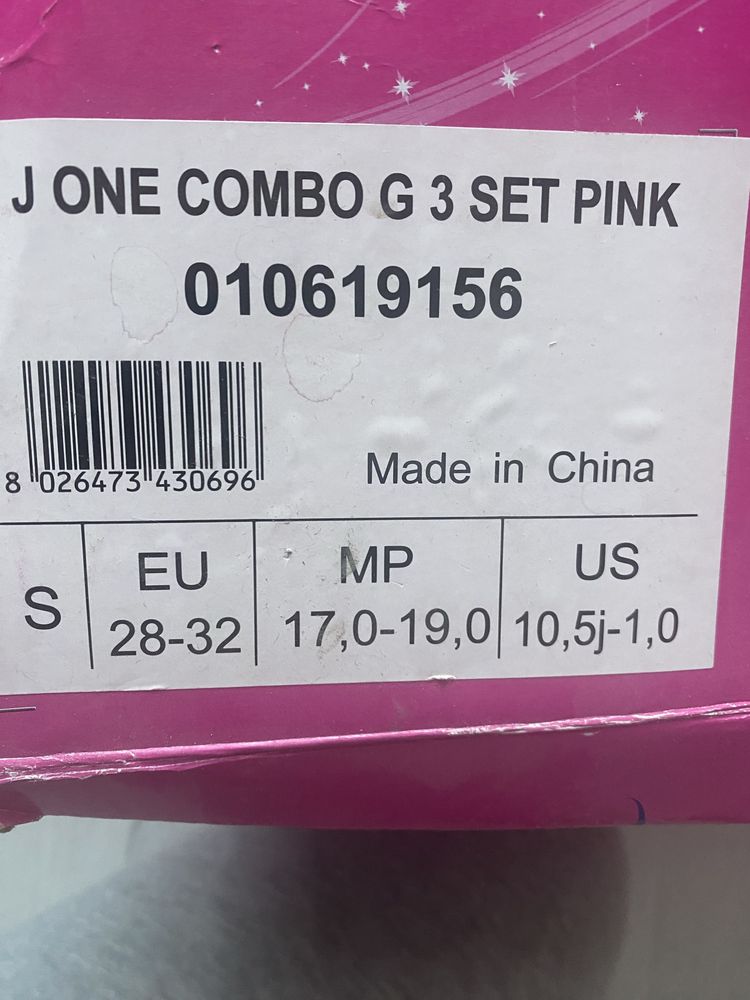 J ONE COMBO G 3 SET PINK
010619156
8 026473 430696
Made in China
S
EU
28-32
MP
17,0-19,0
US
10,5j-1,0